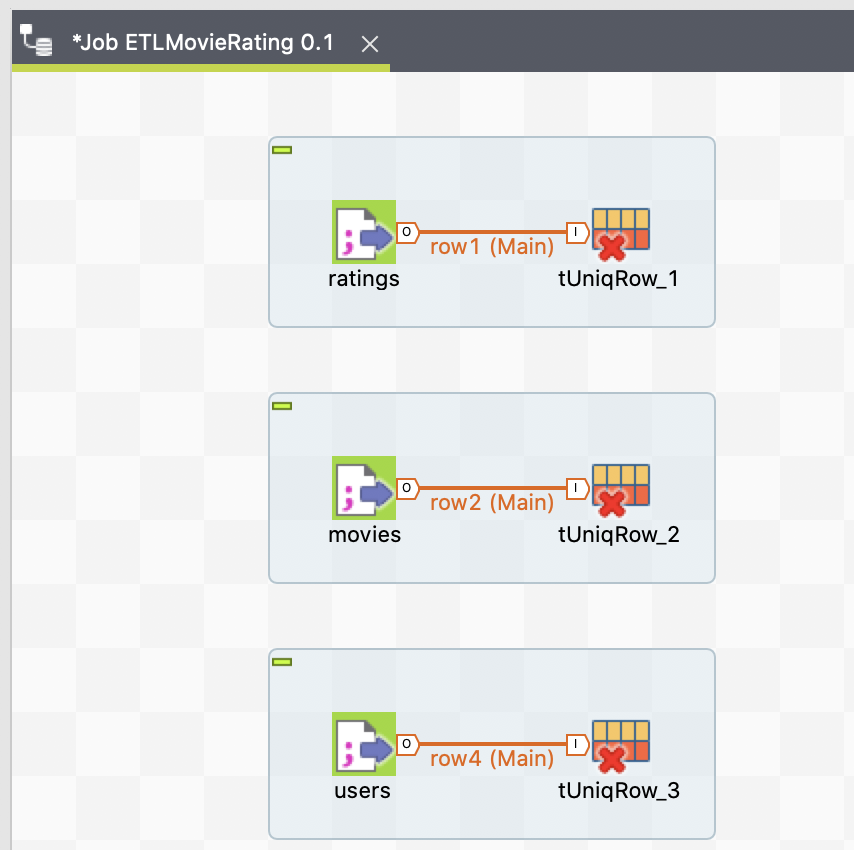 *Job ETLMovieRating 0.1
O
I
row1 (Main)
ratings
tUniqRow_1
O
I
row2 (Main)
movies
tUniqRow_2
O
I
row4 (Main)
users
tUniqRow_3